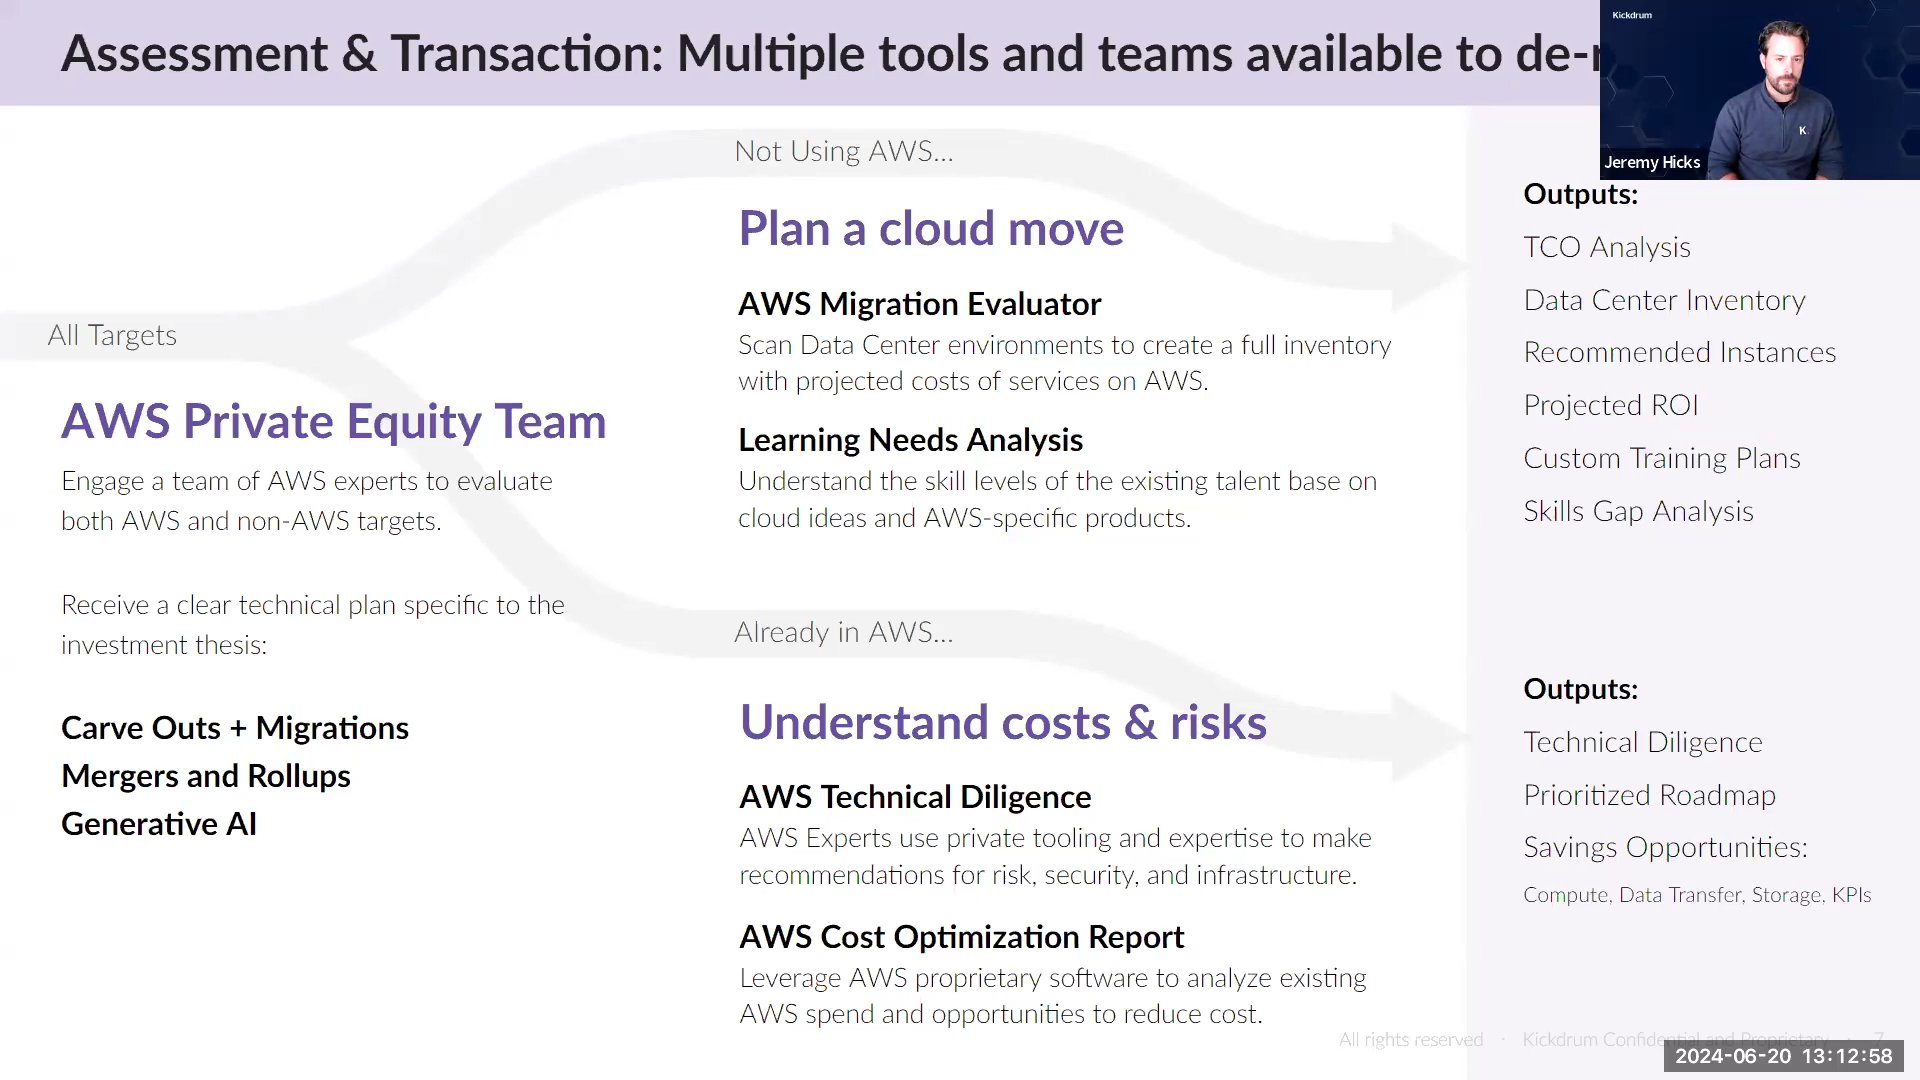 Assessment & Transaction: Multiple tools and teams available to de-
Kickdrum
K
Jeremy Hicks
All Targets
AWS Private Equity Team
Engage a team of AWS experts to evaluate
both AWS and non-AWS targets.
Receive a clear technical plan specific to the
investment thesis:
Carve Outs + Migrations
Mergers and Rollups
Generative AI
Not Using AWS...
Plan a cloud move
AWS Migration Evaluator
Scan Data Center environments to create a full inventory
with projected costs of services on AWS.
Learning Needs Analysis
Understand the skill levels of the existing talent base on
cloud ideas and AWS-specific products.
Outputs:
TCO Analysis
Data Center Inventory
Recommended Instances
Projected ROI
Custom Training Plans
Skills Gap Analysis
Already in AWS...
Understand costs & risks
AWS Technical Diligence
AWS Experts use private tooling and expertise to make
recommendations for risk, security, and infrastructure.
AWS Cost Optimization Report
Leverage AWS proprietary software to analyze existing
AWS spend and opportunities to reduce cost.
Outputs:
Technical Diligence
Prioritized Roadmap
Savings Opportunities:
Compute, Data Transfer, Storage, KPIs
All rights reserved · Kickdrum Confidential and Proprietary · 7
2024-06-20 13:12:58